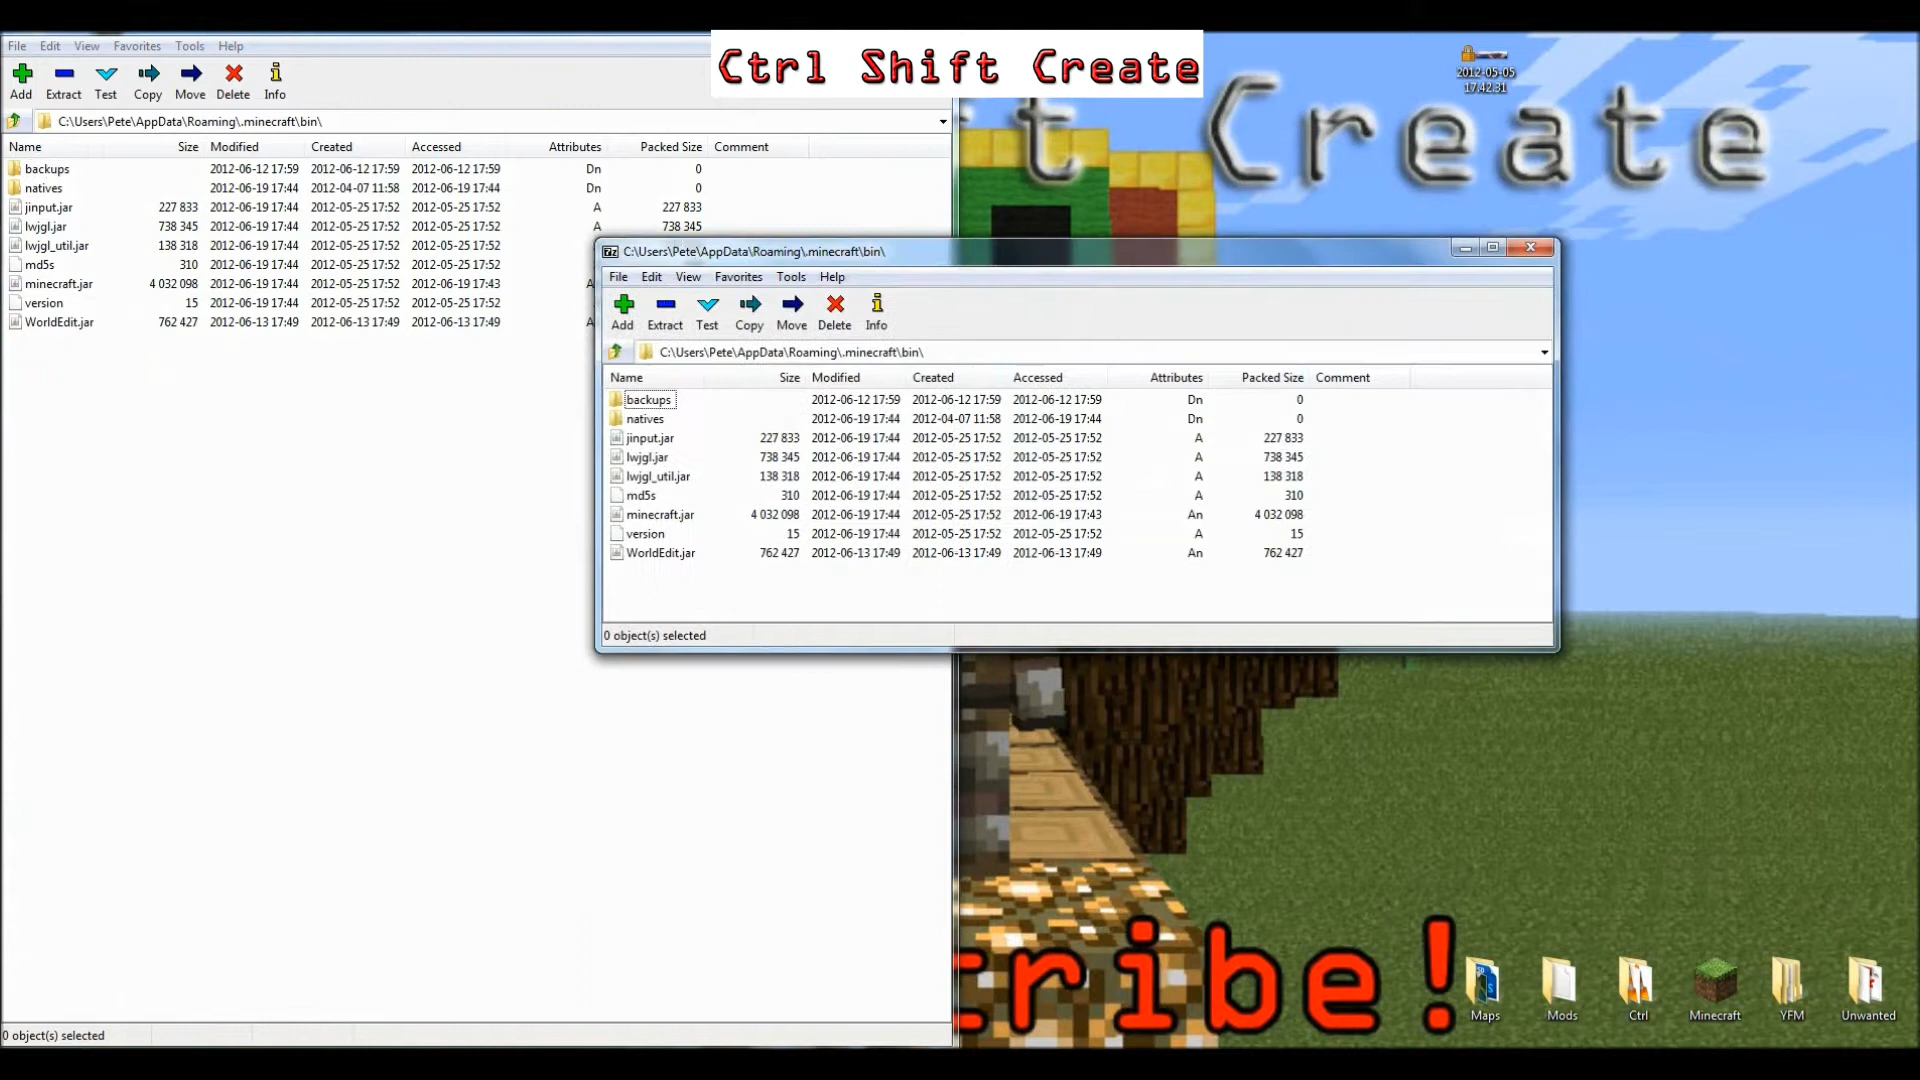 File Edit View Favorites Tools Help
Add Extract Test Copy Move Delete Info
C:\Users\Pete\AppData\Roaming\.minecraft\bin\
Name Size Modified Created Accessed Attributes Packed Size Comment
backups 2012-06-12 17:59 2012-06-12 17:59 2012-06-12 17:59 Dn 0
natives 2012-06-19 17:44 2012-04-07 11:58 2012-06-19 17:44 Dn 0
jinput.jar 227 833 2012-06-19 17:44 2012-05-25 17:52 2012-05-25 17:52 A 227 833
lwjgl.jar 738 345 2012-06-19 17:44 2012-05-25 17:52 2012-05-25 17:52 A 738 345
lwjgl_util.jar 138 318 2012-06-19 17:44 2012-05-25 17:52 2012-05-25 17:52
md5s 310 2012-06-19 17:44 2012-05-25 17:52 2012-05-25 17:52
minecraft.jar 4 032 098 2012-06-19 17:44 2012-05-25 17:52 2012-06-19 17:43
version 15 2012-06-19 17:44 2012-05-25 17:52 2012-05-25 17:52
WorldEdit.jar 762 427 2012-06-13 17:49 2012-06-13 17:49 2012-06-13 17:49
0 object(s) selected
Ctrl Shift Create
t Create
2012-05-05
17.42.31
C:\Users\Pete\AppData\Roaming\.minecraft\bin\
File Edit View Favorites Tools Help
Add Extract Test Copy Move Delete Info
C:\Users\Pete\AppData\Roaming\.minecraft\bin\
Name Size Modified Created Accessed Attributes Packed Size Comment
backups 2012-06-12 17:59 2012-06-12 17:59 2012-06-12 17:59 Dn 0
natives 2012-06-19 17:44 2012-04-07 11:58 2012-06-19 17:44 Dn 0
jinput.jar 227 833 2012-06-19 17:44 2012-05-25 17:52 2012-05-25 17:52 A 227 833
lwjgl.jar 738 345 2012-06-19 17:44 2012-05-25 17:52 2012-05-25 17:52 A 738 345
lwjgl_util.jar 138 318 2012-06-19 17:44 2012-05-25 17:52 2012-05-25 17:52 A 138 318
md5s 310 2012-06-19 17:44 2012-05-25 17:52 2012-05-25 17:52 A 310
minecraft.jar 4 032 098 2012-06-19 17:44 2012-05-25 17:52 2012-06-19 17:43 An 4 032 098
version 15 2012-06-19 17:44 2012-05-25 17:52 2012-05-25 17:52 A 15
WorldEdit.jar 762 427 2012-06-13 17:49 2012-06-13 17:49 2012-06-13 17:49 An 762 427
0 object(s) selected
ribe!
Maps Mods Ctrl Minecraft YFM Unwanted